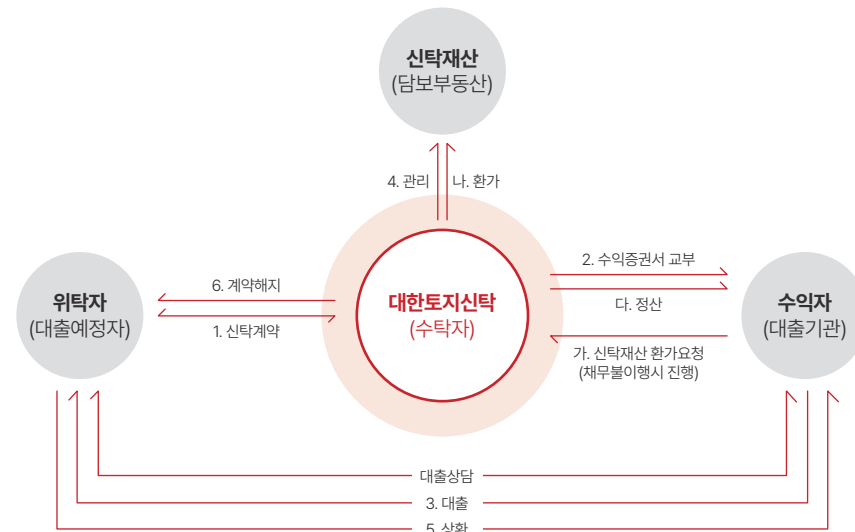 신탁재산
(담보부동산)
4. 관리
나. 환가
위탁자
(대출예정자)
6. 계약해지
1. 신탁계약
대한토지신탁
(수탁자)
2. 수익증권서 교부
다. 정산
가. 신탁재산 환가요청
(채무불이행시 진행)
수익자
(대출기관)
대출상담
3. 대출
5. 상환